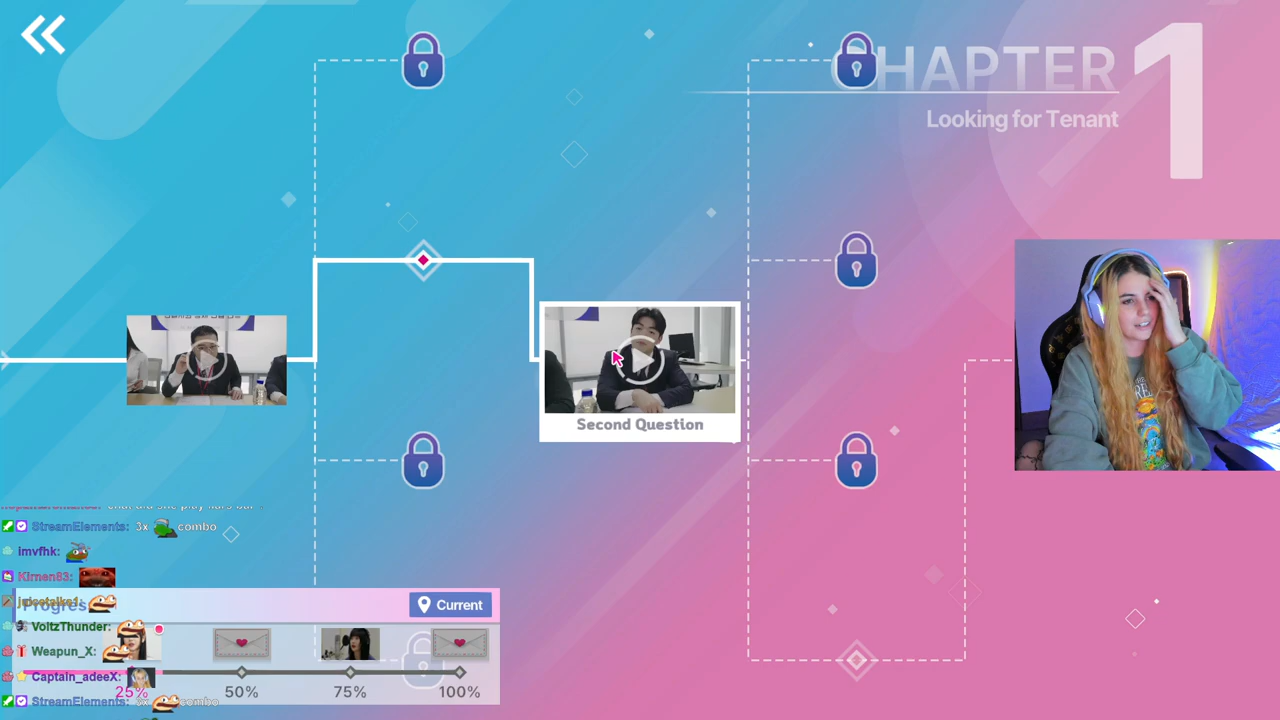 HAPTER 1
Looking for Tenant
Second Question
StreamElements: 3x combo
imvfhk:
Kirnen83:
Current
VoltzThunder:
Weapun_X:
Captain_adeeX:
25% 50% 75% 100%
StreamElements: 3x combo